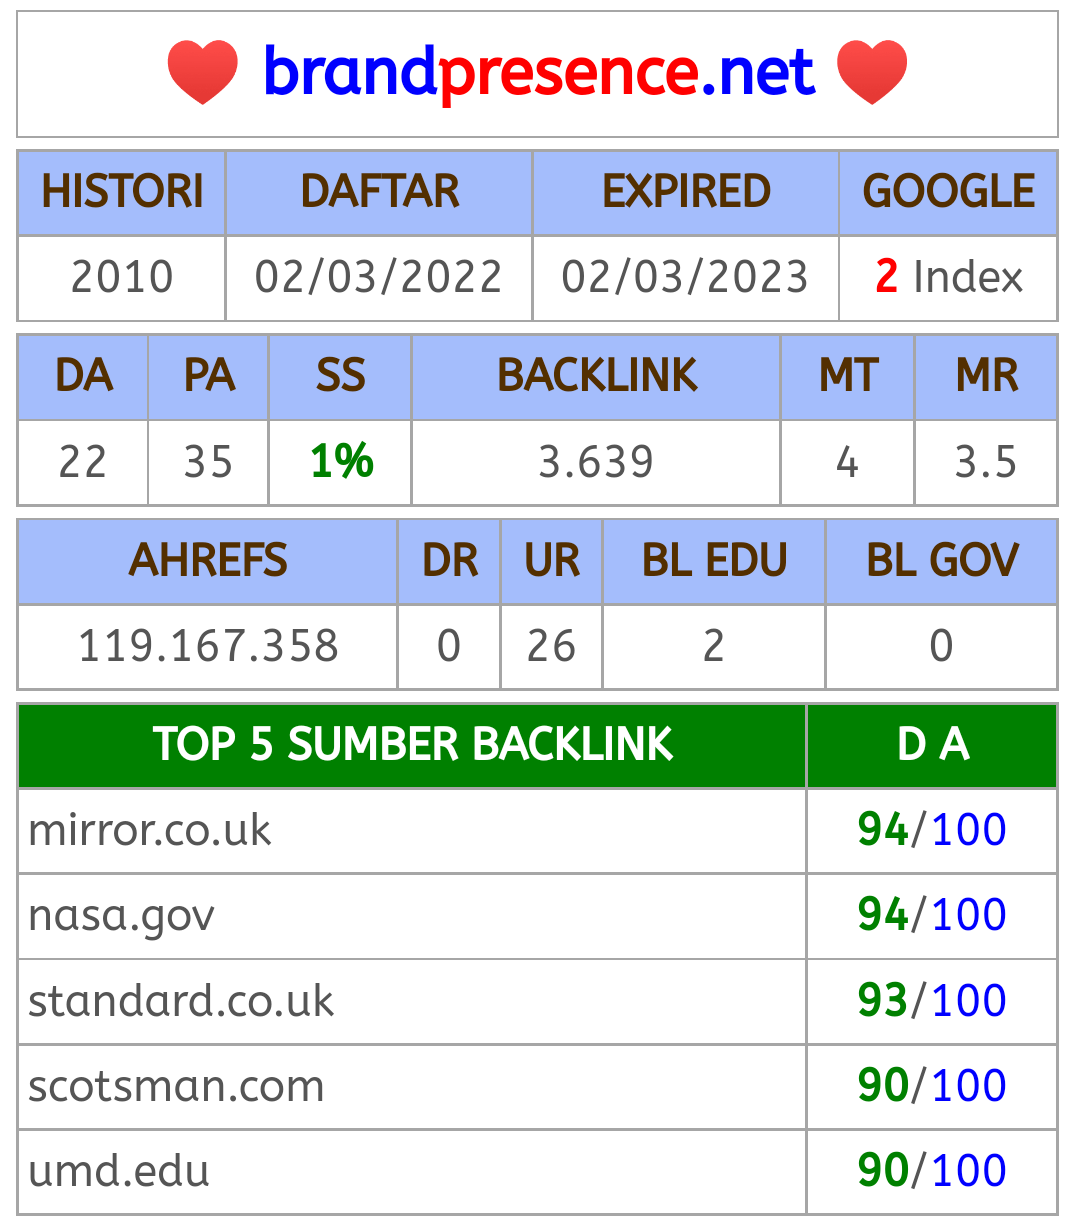 ❤️ brandpresence.net ❤️
HISTORI DAFTAR EXPIRED GOOGLE
2010 02/03/2022 02/03/2023 2 Index
DA PA SS BACKLINK MT MR
22 35 1% 3.639 4 3.5
AHREFS DR UR BL EDU BL GOV
119.167.358 0 26 2 0
TOP 5 SUMBER BACKLINK D A
mirror.co.uk 94/100
nasa.gov 94/100
standard.co.uk 93/100
scotsman.com 90/100
umd.edu 90/100